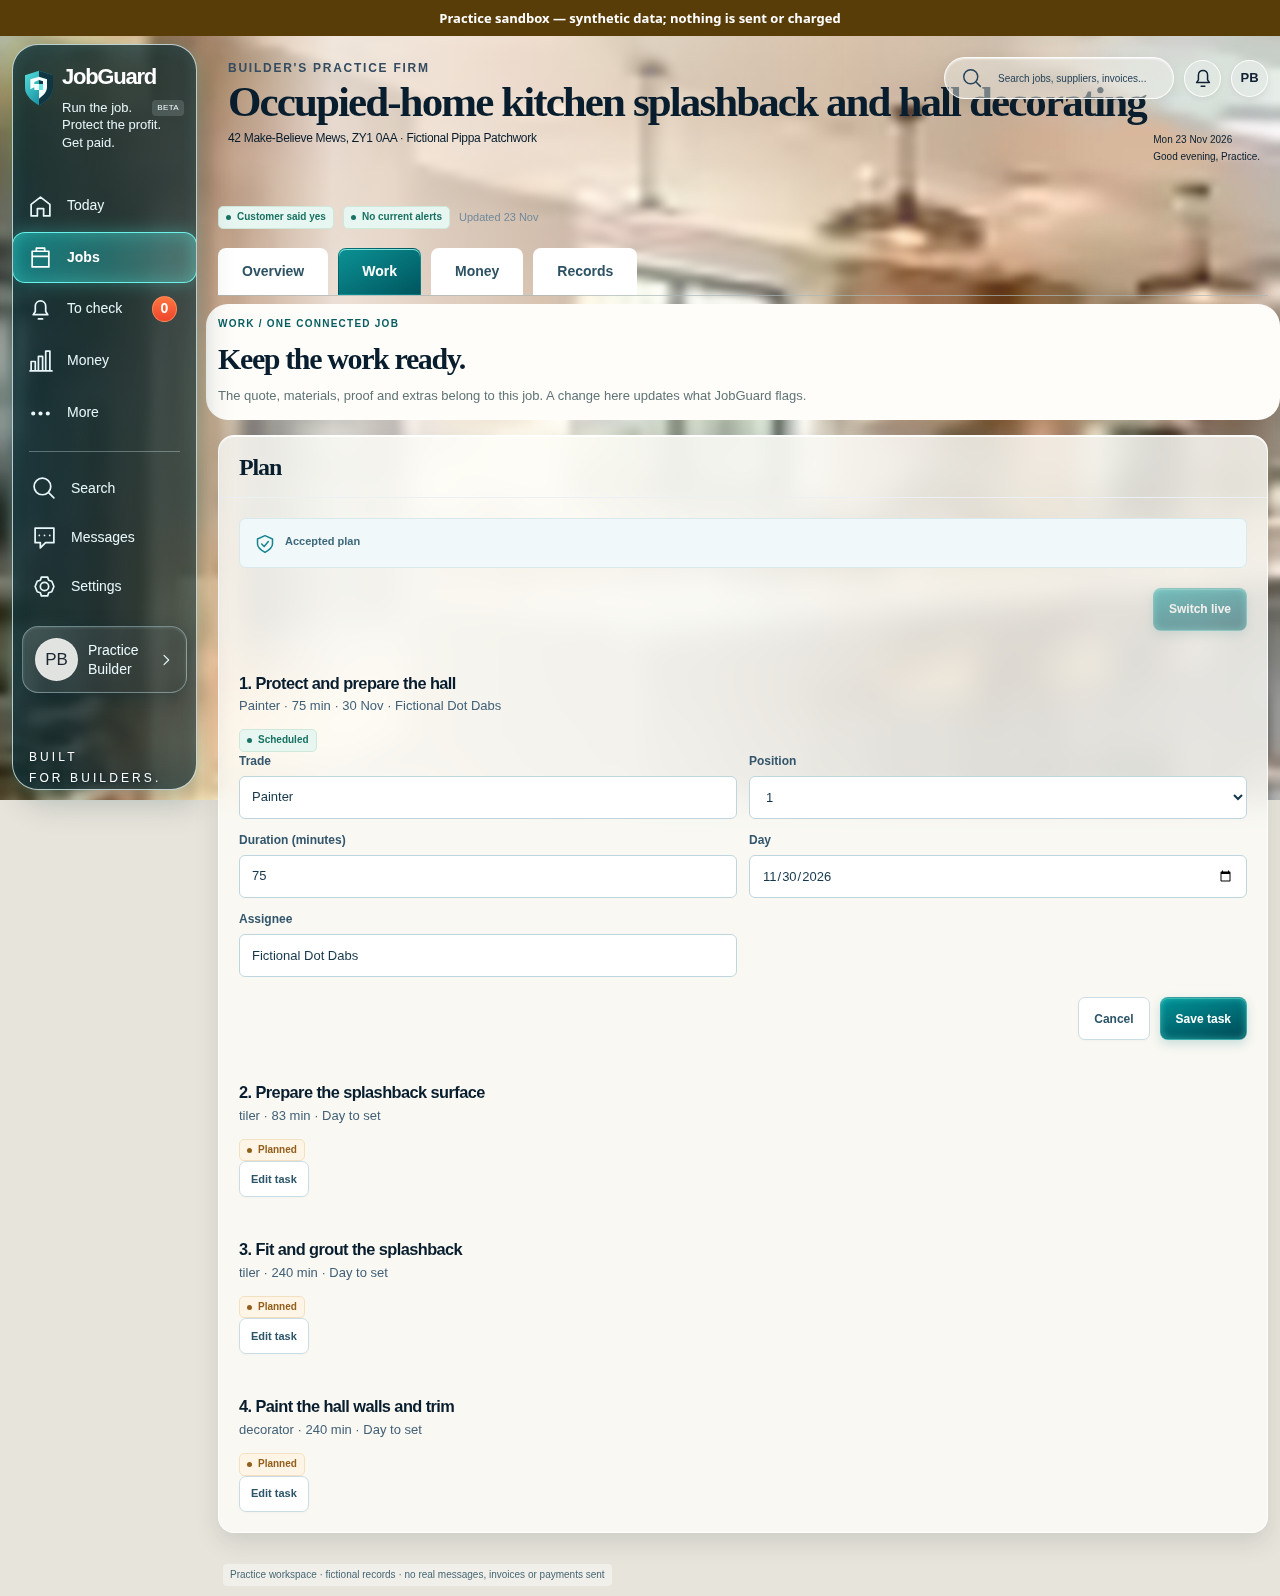 Practice sandbox — synthetic data; nothing is sent or charged
JobGuard
Run the job.
BETA
Protect the profit.
Get paid.
Today
Jobs
To check
0
Money
More
Search
Messages
Settings
PB
Practice
Builder
BUILT
FOR BUILDERS.
BUILDER'S PRACTICE FIRM
Occupied-home kitchen splashback and hall decorating
42 Make-Believe Mews, ZY1 0AA · Fictional Pippa Patchwork
Search jobs, suppliers, invoices...
PB
Mon 23 Nov 2026
Good evening, Practice.
Customer said yes
No current alerts
Updated 23 Nov
Overview
Work
Money
Records
WORK / ONE CONNECTED JOB
Keep the work ready.
The quote, materials, proof and extras belong to this job. A change here updates what JobGuard flags.
Plan
Accepted plan
Switch live
1. Protect and prepare the hall
Painter · 75 min · 30 Nov · Fictional Dot Dabs
Scheduled
Trade
Position
Painter
1
Duration (minutes)
Day
75
11/30/2026
Assignee
Fictional Dot Dabs
Cancel
Save task
2. Prepare the splashback surface
tiler · 83 min · Day to set
Planned
Edit task
3. Fit and grout the splashback
tiler · 240 min · Day to set
Planned
Edit task
4. Paint the hall walls and trim
decorator · 240 min · Day to set
Planned
Edit task
Practice workspace · fictional records · no real messages, invoices or payments sent